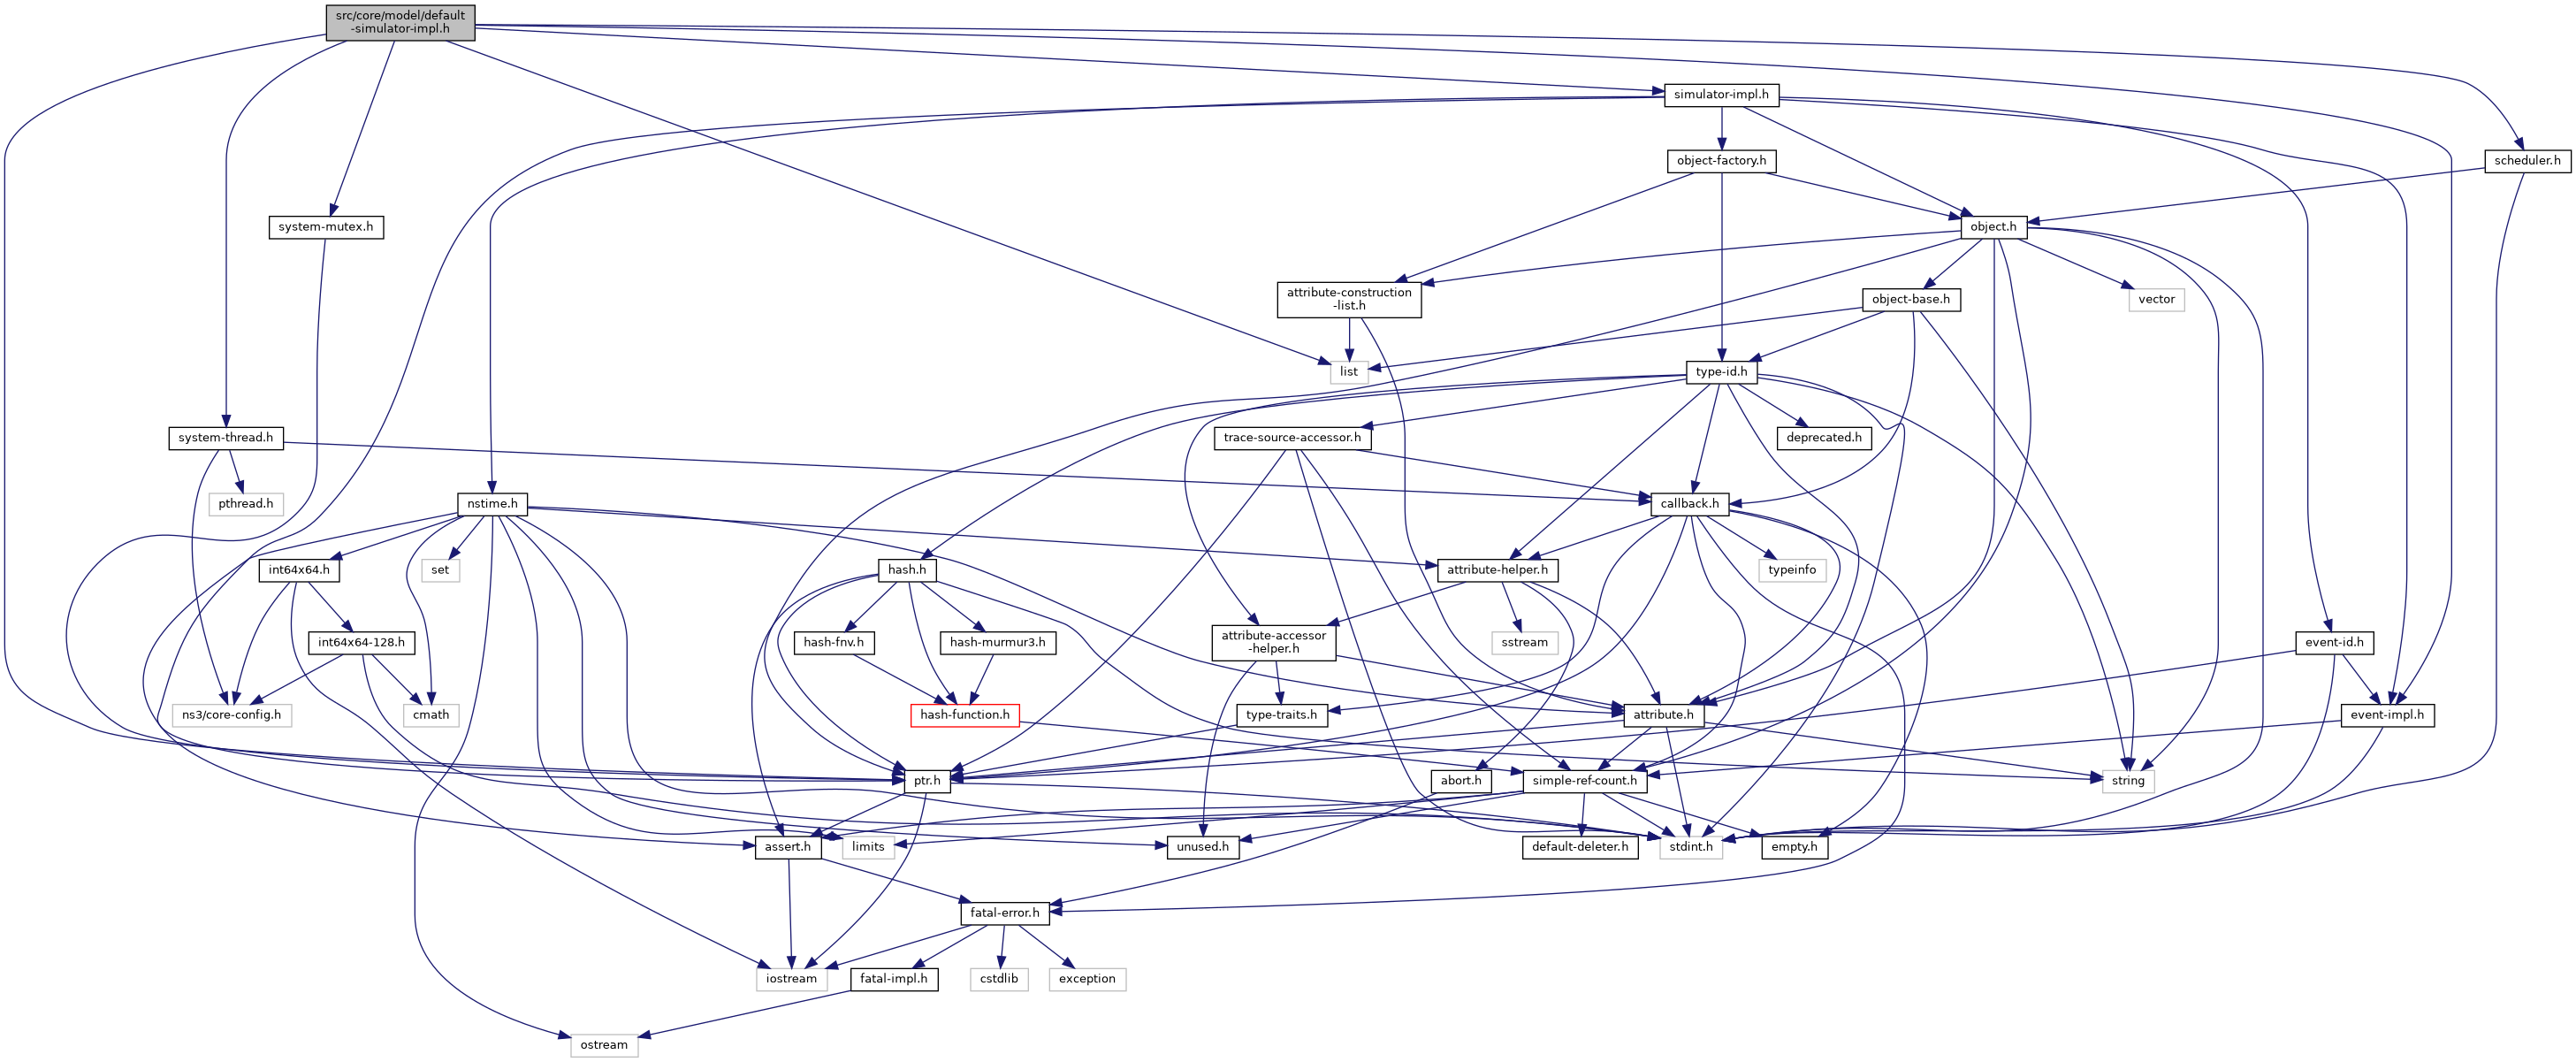 src/core/model/default
-simulator-impl.h
simulator-impl.h
object-factory.h
scheduler.h
system-mutex.h
object.h
attribute-construction
-list.h
object-base.h
vector
list
type-id.h
system-thread.h
trace-source-accessor.h
deprecated.h
pthread.h
nstime.h
callback.h
int64x64.h
set
hash.h
attribute-helper.h
typeinfo
int64x64-128.h
hash-fnv.h
hash-murmur3.h
attribute-accessor
-helper.h
sstream
event-id.h
ns3/core-config.h
cmath
hash-function.h
type-traits.h
attribute.h
event-impl.h
ptr.h
abort.h
simple-ref-count.h
string
assert.h
limits
unused.h
default-deleter.h
stdint.h
empty.h
fatal-error.h
iostream
fatal-impl.h
cstdlib
exception
ostream